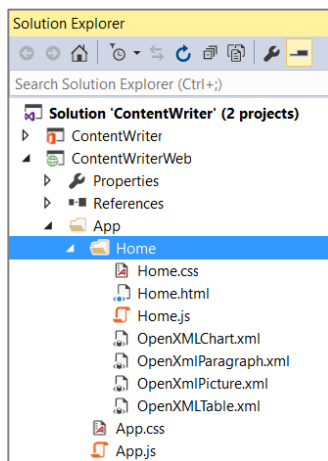 Solution Explorer
Search Solution Explorer (Ctrl+;)
Solution 'ContentWriter' (2 projects)
ContentWriter
ContentWriterWeb
Properties
References
App
Home
Home.css
Home.html
Home.js
OpenXMLChart.xml
OpenXmlParagraph.xml
OpenXmlPicture.xml
OpenXMLTable.xml
App.css
App.js